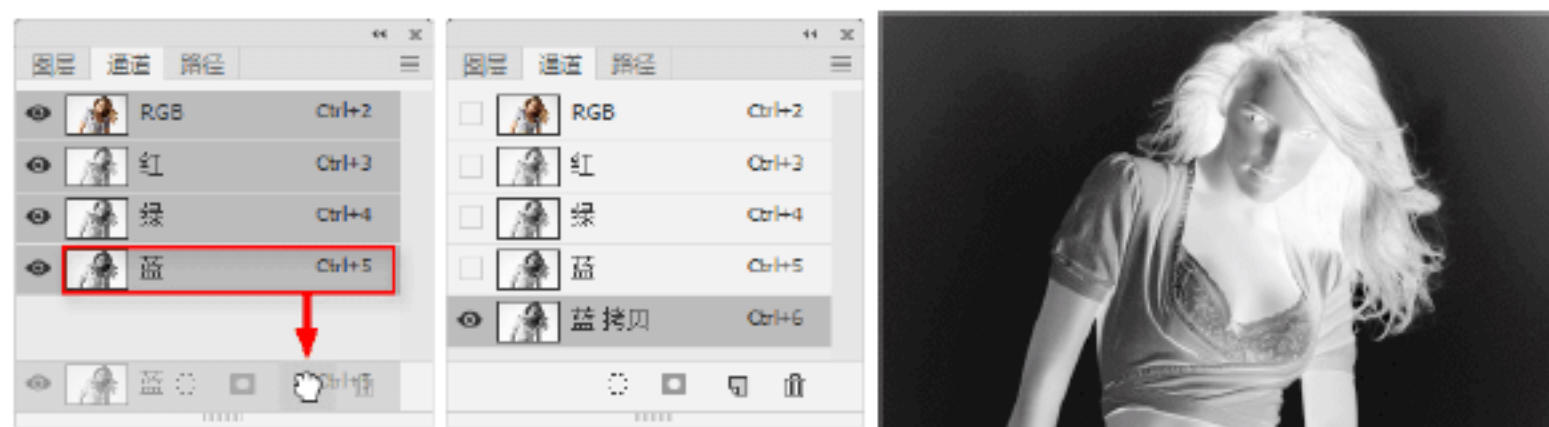 图层 通道 路径
RGB Ctrl+2
红 Ctrl+3
绿 Ctrl+4
蓝 Ctrl+5
蓝
图层 通道 路径
RGB Ctrl+2
红 Ctrl+3
绿 Ctrl+4
蓝 Ctrl+5
蓝 拷贝 Ctrl+6